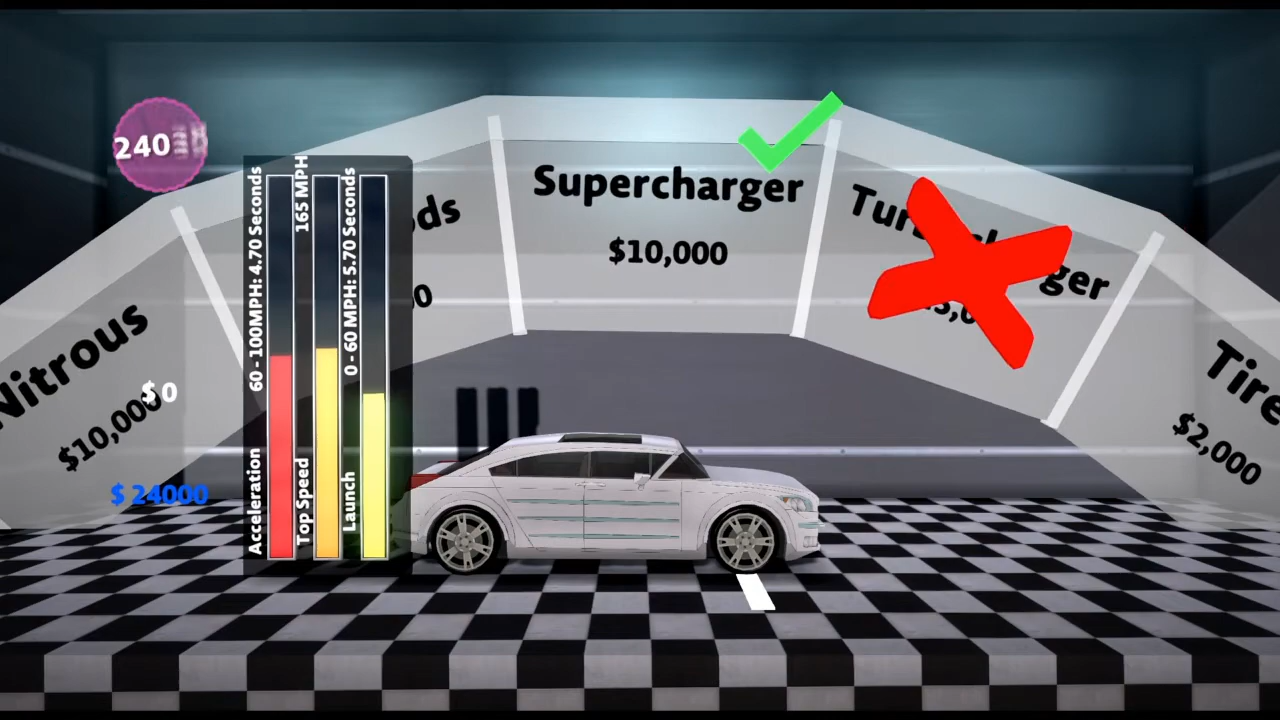 240
60 - 100MPH: 4.70 Seconds
Acceleration
165 MPH
Top Speed
0 - 60 MPH: 5.70 Seconds
Launch
Nitrous
$10,000
$0
$24000
Supercharger
$10,000
$2,000